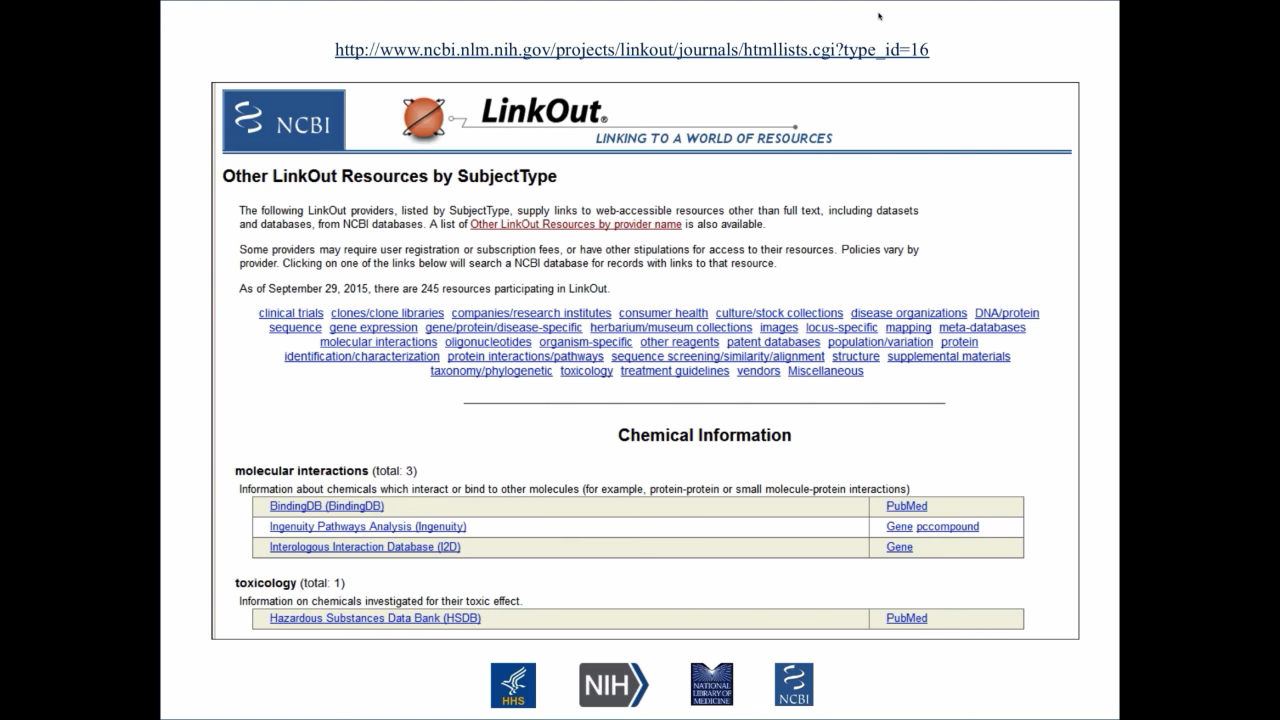 http://www.ncbi.nlm.nih.gov/projects/linkout/journals/htmllists.cgi?type_id=16
NCBI
LinkOut®
LINKING TO A WORLD OF RESOURCES
Other LinkOut Resources by SubjectType
The following LinkOut providers, listed by SubjectType, supply links to web-accessible resources other than full text, including datasets
and databases, from NCBI databases. A list of Other LinkOut Resources by provider name is also available.
Some providers may require user registration or subscription fees, or have other stipulations for access to their resources. Policies vary by
provider. Clicking on one of the links below will search a NCBI database for records with links to that resource.
As of September 29, 2015, there are 245 resources participating in LinkOut.
clinical trials clones/clone libraries companies/research institutes consumer health culture/stock collections disease organizations DNA/protein
sequence gene expression gene/protein/disease-specific herbarium/museum collections images locus-specific mapping meta-databases
molecular interactions oligonucleotides organism-specific other reagents patent databases population/variation protein
identification/characterization protein interactions/pathways sequence screening/similarity/alignment structure supplemental materials
taxonomy/phylogenetic toxicology treatment guidelines vendors Miscellaneous
Chemical Information
molecular interactions (total: 3)
Information about chemicals which interact or bind to other molecules (for example, protein-protein or small molecule-protein interactions)
BindingDB (BindingDB) PubMed
Ingenuity Pathways Analysis (Ingenuity) Gene pccompound
Interologous Interaction Database (I2D) Gene
toxicology (total: 1)
Information on chemicals investigated for their toxic effect.
Hazardous Substances Data Bank (HSDB) PubMed
HHS
NIH
NATIONAL
LIBRARY OF
MEDICINE
NCBI